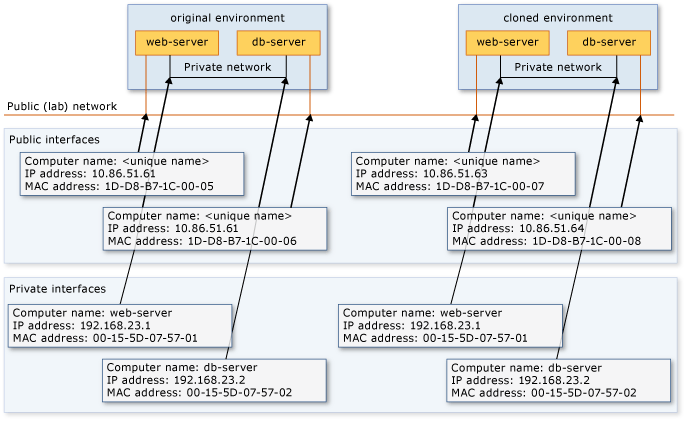 original environment
cloned environment
web-server
db-server
web-server
db-server
Private network
Private network
Public (lab) network
Public interfaces
Computer name: <unique name>
IP address: 10.86.51.61
MAC address: 1D-D8-B7-1C-00-05
Computer name: <unique name>
IP address: 10.86.51.63
MAC address: 1D-D8-B7-1C-00-07
Computer name: <unique name>
IP address: 10.86.51.61
MAC address: 1D-D8-B7-1C-00-06
Computer name: <unique name>
IP address: 10.86.51.64
MAC address: 1D-D8-B7-1C-00-08
Private interfaces
Computer name: web-server
IP address: 192.168.23.1
MAC address: 00-15-5D-07-57-01
Computer name: web-server
IP address: 192.168.23.1
MAC address: 00-15-5D-07-57-01
Computer name: db-server
IP address: 192.168.23.2
MAC address: 00-15-5D-07-57-02
Computer name: db-server
IP address: 192.168.23.2
MAC address: 00-15-5D-07-57-02